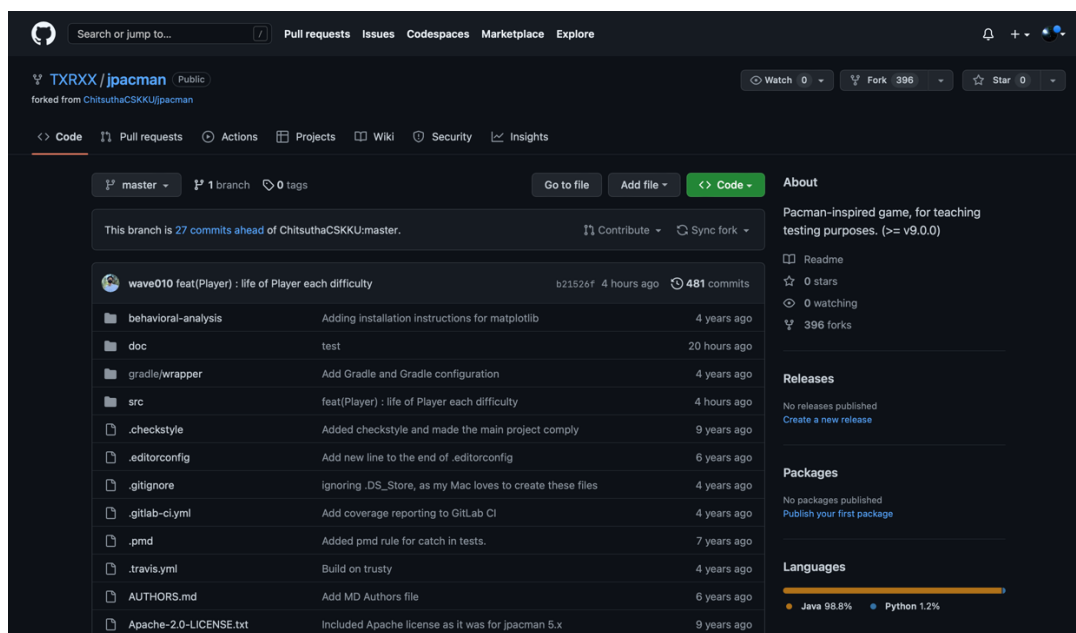 Search or jump to... /
Pull requests Issues Codespaces Marketplace Explore
TXRXX / jpacman Public
forked from ChitsuthaCSKKU/jpacman
Watch 0 Fork 396 Star 0
<> Code Pull requests Actions Projects Wiki Security Insights
master 1 branch 0 tags Go to file Add file <> Code
This branch is 27 commits ahead of ChitsuthaCSKKU:master. Contribute Sync fork
wave010 feat(Player) : life of Player each difficulty b21526f 4 hours ago 481 commits
behavioral-analysis Adding installation instructions for matplotlib 4 years ago
doc test 20 hours ago
gradle/wrapper Add Gradle and Gradle configuration 4 years ago
src feat(Player) : life of Player each difficulty 4 hours ago
.checkstyle Added checkstyle and made the main project comply 9 years ago
.editorconfig Add new line to the end of .editorconfig 6 years ago
.gitignore ignoring .DS_Store, as my Mac loves to create these files 4 years ago
.gitlab-ci.yml Add coverage reporting to GitLab CI 4 years ago
.pmd Added pmd rule for catch in tests. 7 years ago
.travis.yml Build on trusty 4 years ago
AUTHORS.md Add MD Authors file 6 years ago
Apache-2.0-LICENSE.txt Included Apache license as it was for jpacman 5.x 9 years ago
About
Pacman-inspired game, for teaching
testing purposes. (>= v9.0.0)
Readme
0 stars
0 watching
396 forks
Releases
No releases published
Create a new release
Packages
No packages published
Publish your first package
Languages
Java 98.8% Python 1.2%